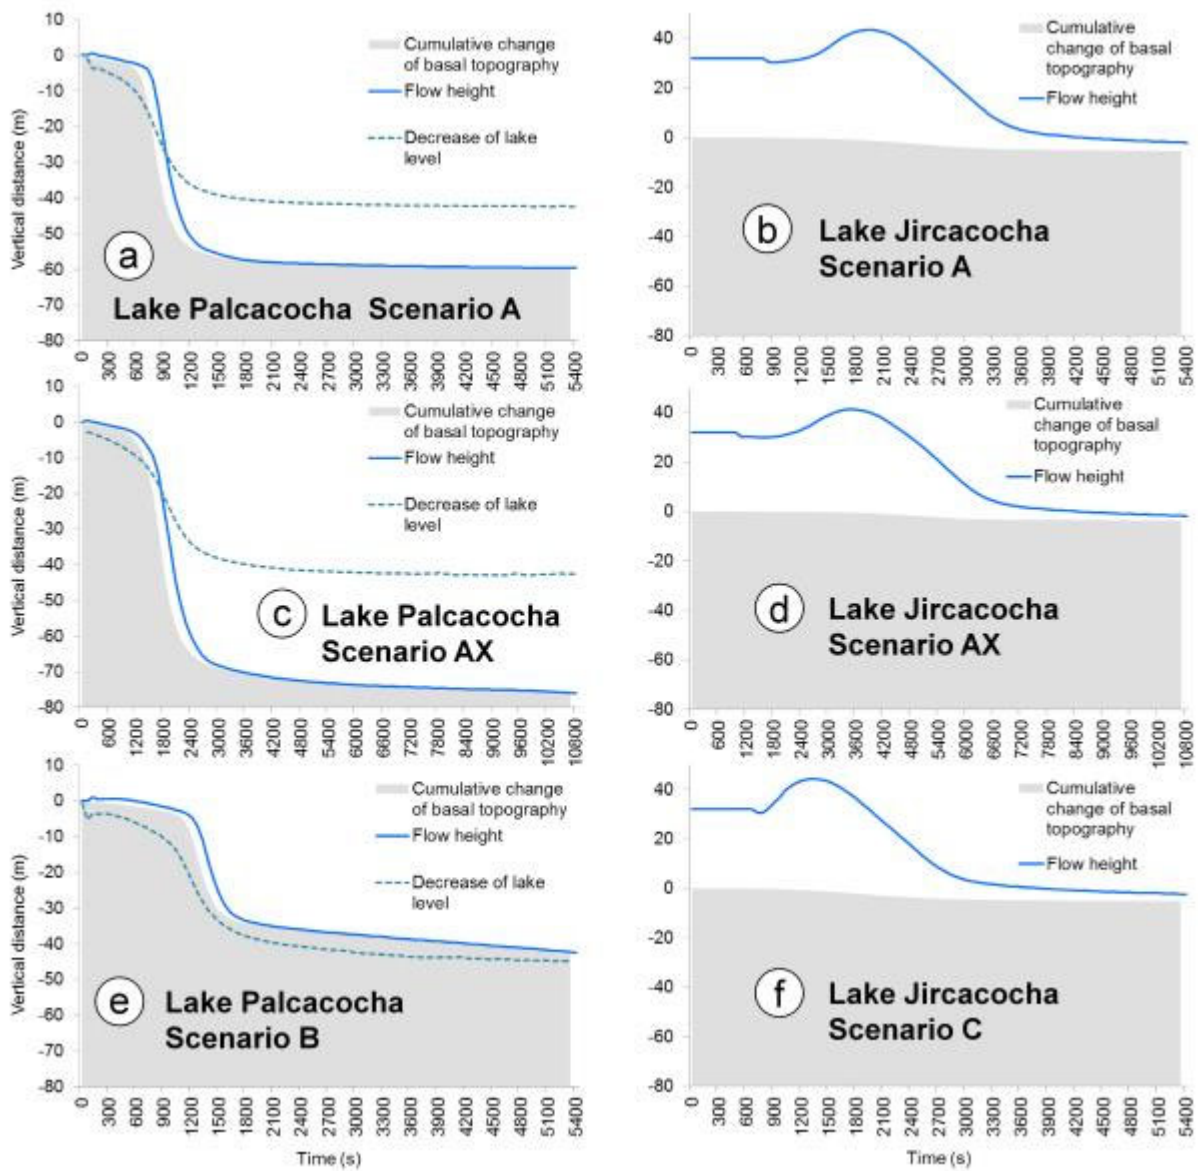 10
0
-10
-20
-30
-40
-50
-60
-70
-80
Vertical distance (m)
Cumulative change
of basal topography
Flow height
Decrease of lake
level
a
Lake Palcacocha Scenario A
0 300 600 900 1200 1500 1800 2100 2400 2700 3000 3300 3600 3900 4200 4500 4800 5100 5400
40
20
0
-20
-40
-60
-80
Cumulative
change of basal
topography
Flow height
b
Lake Jircacocha
Scenario A
0 300 600 900 1200 1500 1800 2100 2400 2700 3000 3300 3600 3900 4200 4500 4800 5100 5400
10
0
-10
-20
-30
-40
-50
-60
-70
-80
Vertical distance (m)
Cumulative change
of basal topography
Flow height
Decrease of lake
level
c
Lake Palcacocha
Scenario AX
0 600 1200 1800 2400 3000 3600 4200 4800 5400 6000 6600 7200 7800 8400 9000 9600 10200 10800
40
20
0
-20
-40
-60
-80
Cumulative
change of basal
topography
Flow height
d
Lake Jircacocha
Scenario AX
0 600 1200 1800 2400 3000 3600 4200 4800 5400 6000 6600 7200 7800 8400 9000 9600 10200 10800
10
0
-10
-20
-30
-40
-50
-60
-70
-80
Vertical distance (m)
Cumulative change
of basal topography
Flow height
Decrease of lake
level
e
Lake Palcacocha
Scenario B
0 300 600 900 1200 1500 1800 2100 2400 2700 3000 3300 3600 3900 4200 4500 4800 5100 5400
Time (s)
40
20
0
-20
-40
-60
-80
Cumulative
change of basal
topography
Flow height
f
Lake Jircacocha
Scenario C
0 300 600 900 1200 1500 1800 2100 2400 2700 3000 3300 3600 3900 4200 4500 4800 5100 5400
Time (s)